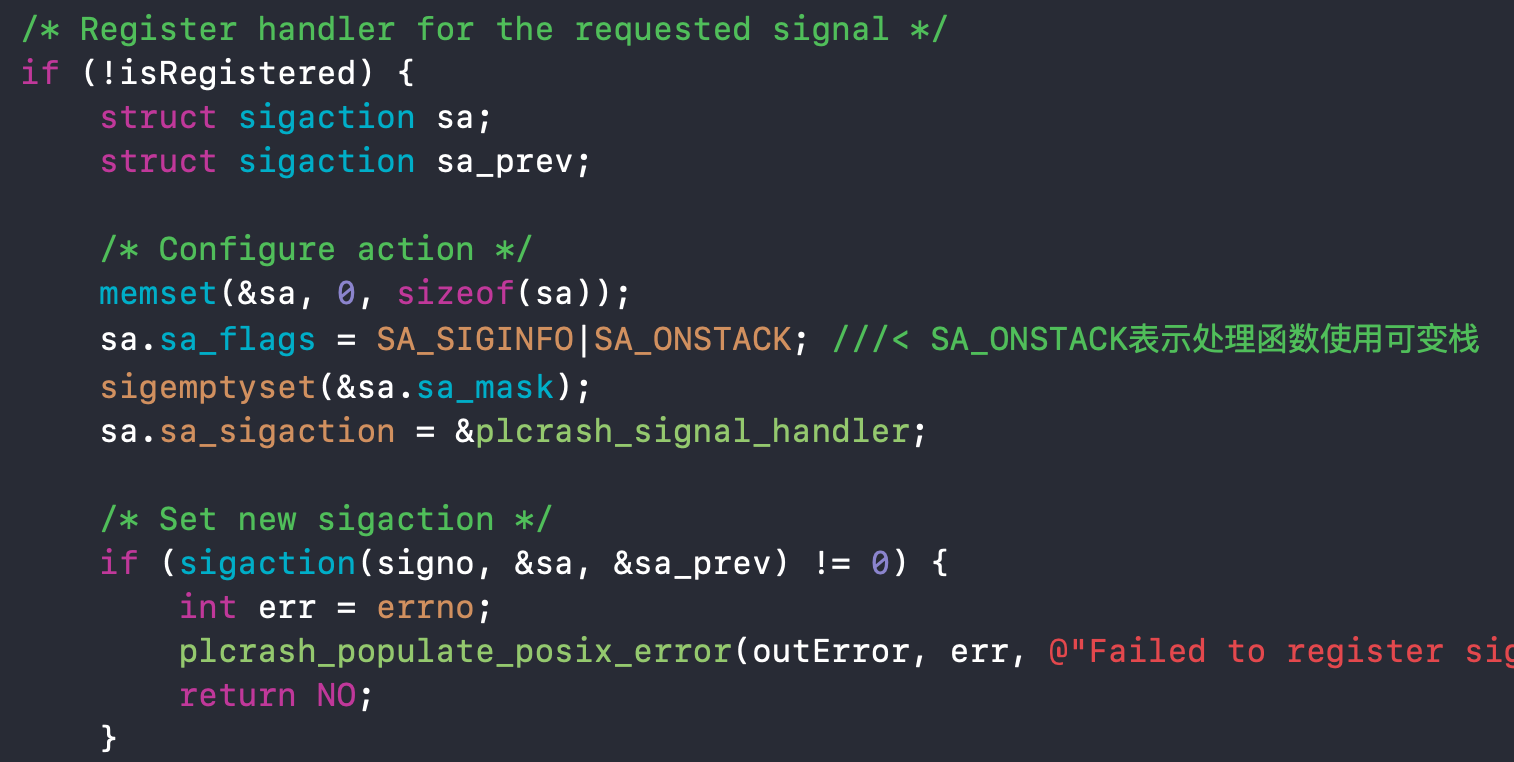 /* Register handler for the requested signal */
if (!isRegistered) {
    struct sigaction sa;
    struct sigaction sa_prev;

    /* Configure action */
    memset(&sa, 0, sizeof(sa));
    sa.sa_flags = SA_SIGINFO|SA_ONSTACK; ///< SA_ONSTACK表示处理函数使用可变栈
    sigemptyset(&sa.sa_mask);
    sa.sa_sigaction = &plcrash_signal_handler;

    /* Set new sigaction */
    if (sigaction(signo, &sa, &sa_prev) != 0) {
        int err = errno;
        plcrash_populate_posix_error(outError, err, @"Failed to register
        return NO;
    }